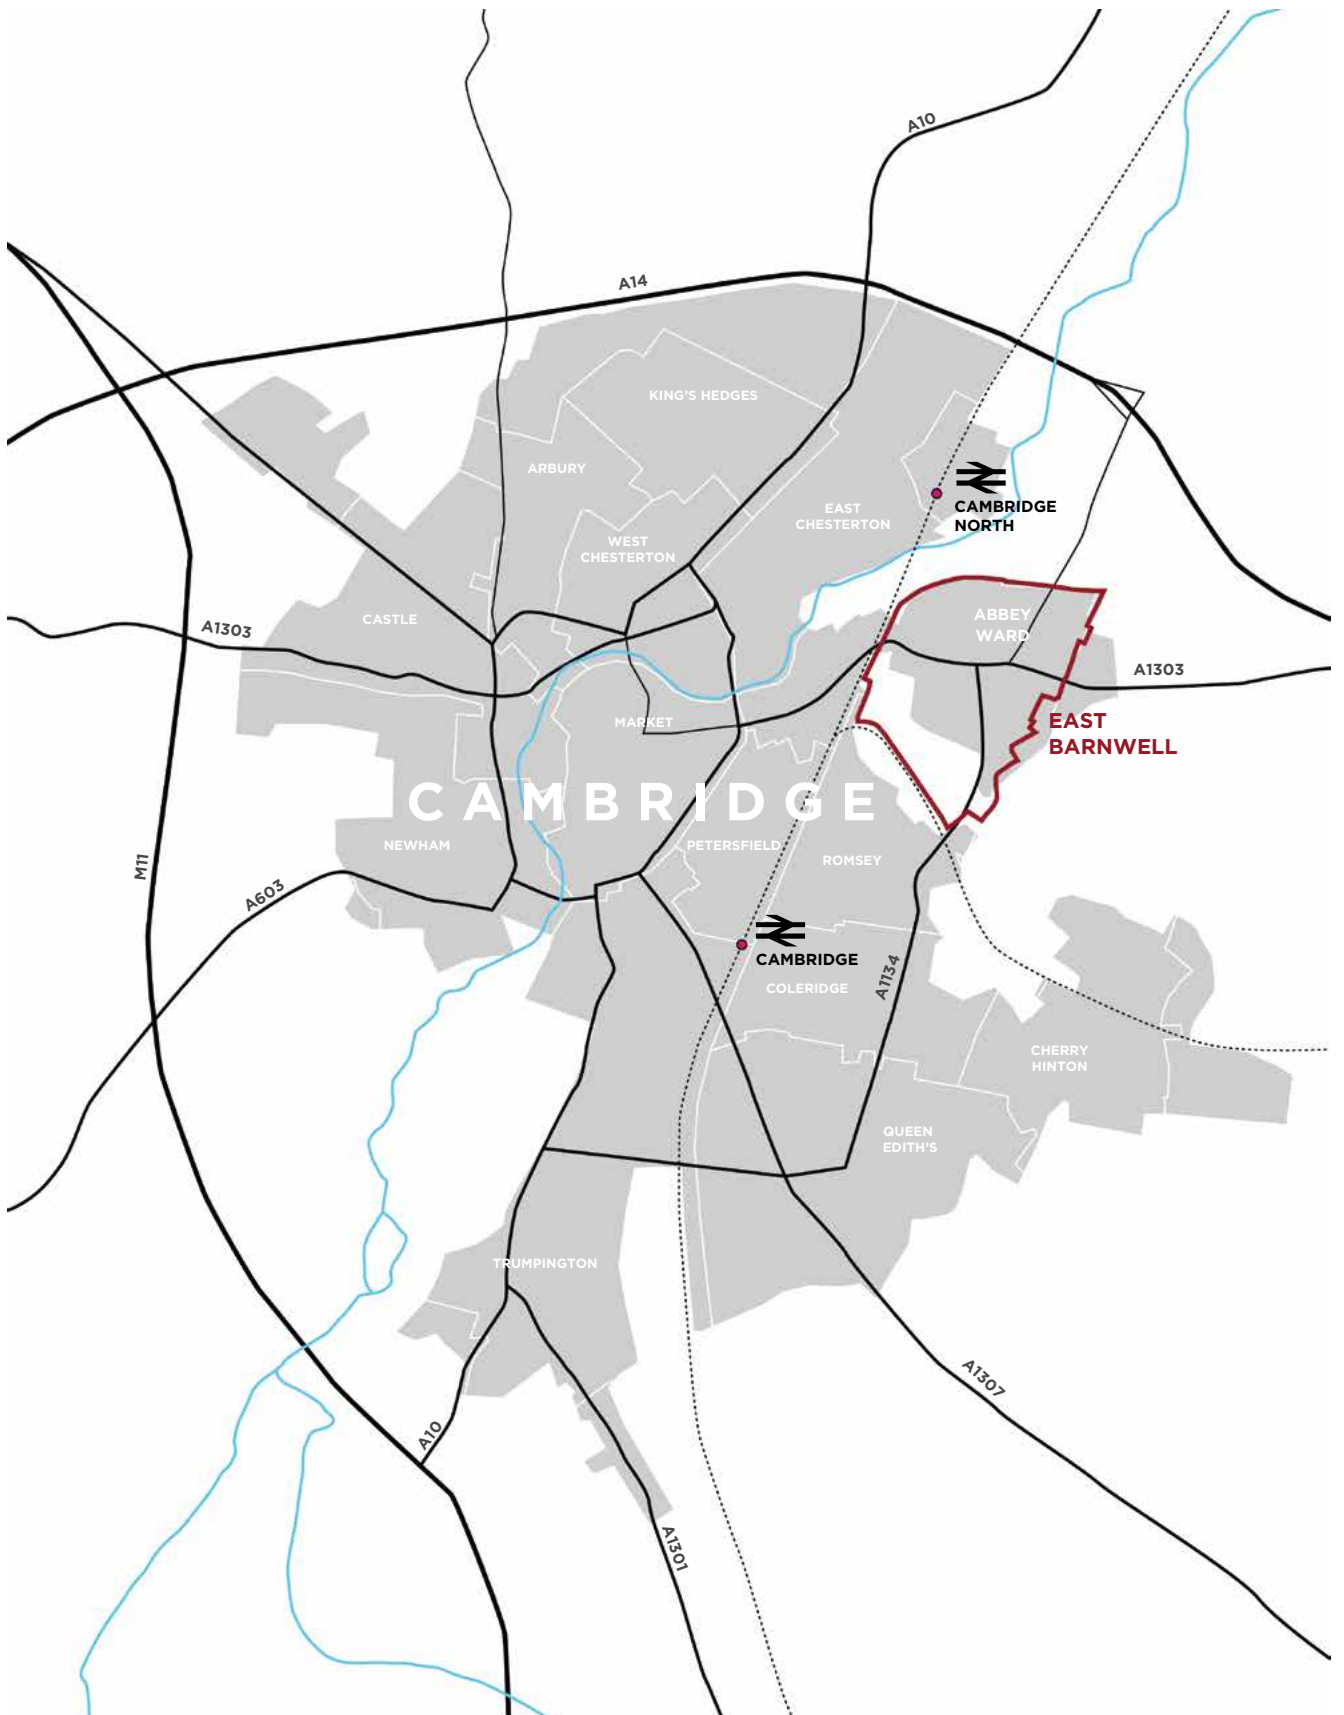 A10
A14
KING'S HEDGES
ARBURY
CAMBRIDGE
NORTH
EAST
CHESTERTON
WEST
CHESTERTON
ABBEY
WARD
CASTLE
A1303
A1303
MARKET
EAST
BARNWELL
CAMBRIDGE
NEWHAM
PETERSFIELD
ROMSEY
M11
A603
CAMBRIDGE
COLERIDGE
A1134
CHERRY
HINTON
QUEEN
EDITH'S
TRUMPINGTON
A1307
A10
A1301